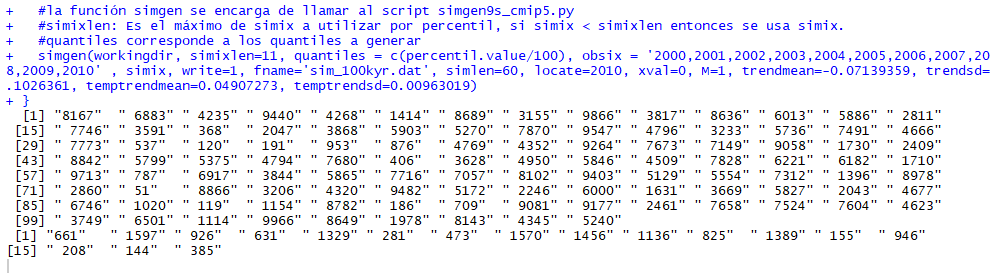 +    #la función simgen se encarga de llamar al script simgen9s_cmip5.py
+    #simixlen: Es el máximo de simix a utilizar por percentil, si simix < simixlen entonces se usa simix.
+    #quantiles corresponde a los quantiles a generar
+    simgen(workingdir, simixlen=11, quantiles = c(percentil.value/100), obsix = '2000,2001,2002,2003,2004,2005,2006,2007,20
08,2009,2010' , simix, write=1, fname='sim_100kyr.dat', simlen=60, locate=2010, xval=0, M=1, trendmean=-0.07139359, trendsd=
.1026361, temptrendmean=0.04907273, temptrendsd=0.00963019)
+ }
[1] "8167" " 6883" " 4235" " 9440" " 4268" " 1414" " 8689" " 3155" " 9866" " 3817" " 8636" " 6013" " 5886" " 2811"
[15] " 7746" " 3591" " 368" " 2047" " 3868" " 5903" " 5270" " 7870" " 9547" " 4796" " 3233" " 5736" " 7491" " 4666"
[29] " 7773" " 537" " 120" " 191" " 953" " 876" " 4769" " 4352" " 9264" " 7673" " 7149" " 9058" " 1730" " 2409"
[43] " 8842" " 5799" " 5375" " 4794" " 7680" " 406" " 3628" " 4950" " 5846" " 4509" " 7828" " 6221" " 6182" " 1710"
[57] " 9713" " 787" " 6917" " 3844" " 5865" " 7716" " 7057" " 8102" " 9403" " 5129" " 5554" " 7312" " 1396" " 8978"
[71] " 2860" " 51" " 8866" " 3206" " 4320" " 9482" " 5172" " 2246" " 6000" " 1631" " 3669" " 5827" " 2043" " 4677"
[85] " 6746" " 1020" " 119" " 1154" " 8782" " 186" " 709" " 9081" " 9177" " 2461" " 7658" " 7524" " 7604" " 4623"
[99] " 3749" " 6501" " 1114" " 9966" " 8649" " 1978" " 8143" " 4345" " 5240"
[1] "661" " 1597" " 926" " 631" " 1329" " 281" " 473" " 1570" " 1456" " 1136" " 825" " 1389" " 155" " 946"
[15] " 208" " 144" " 385"